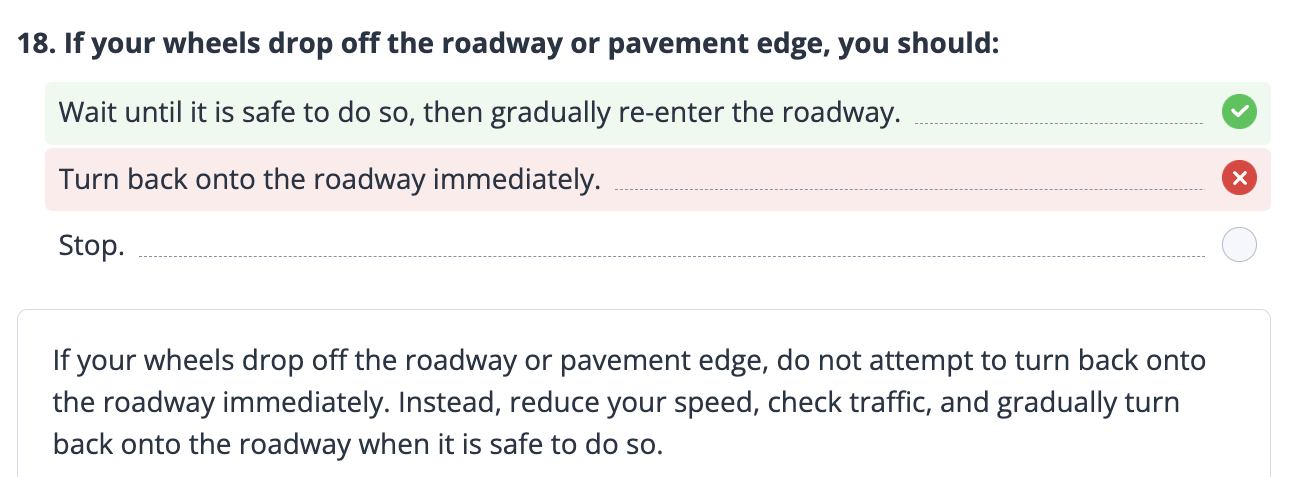 18. If your wheels drop off the roadway or pavement edge, you should:
Wait until it is safe to do so, then gradually re-enter the roadway.
Turn back onto the roadway immediately.
Stop.
If your wheels drop off the roadway or pavement edge, do not attempt to turn back onto
the roadway immediately. Instead, reduce your speed, check traffic, and gradually turn
back onto the roadway when it is safe to do so.